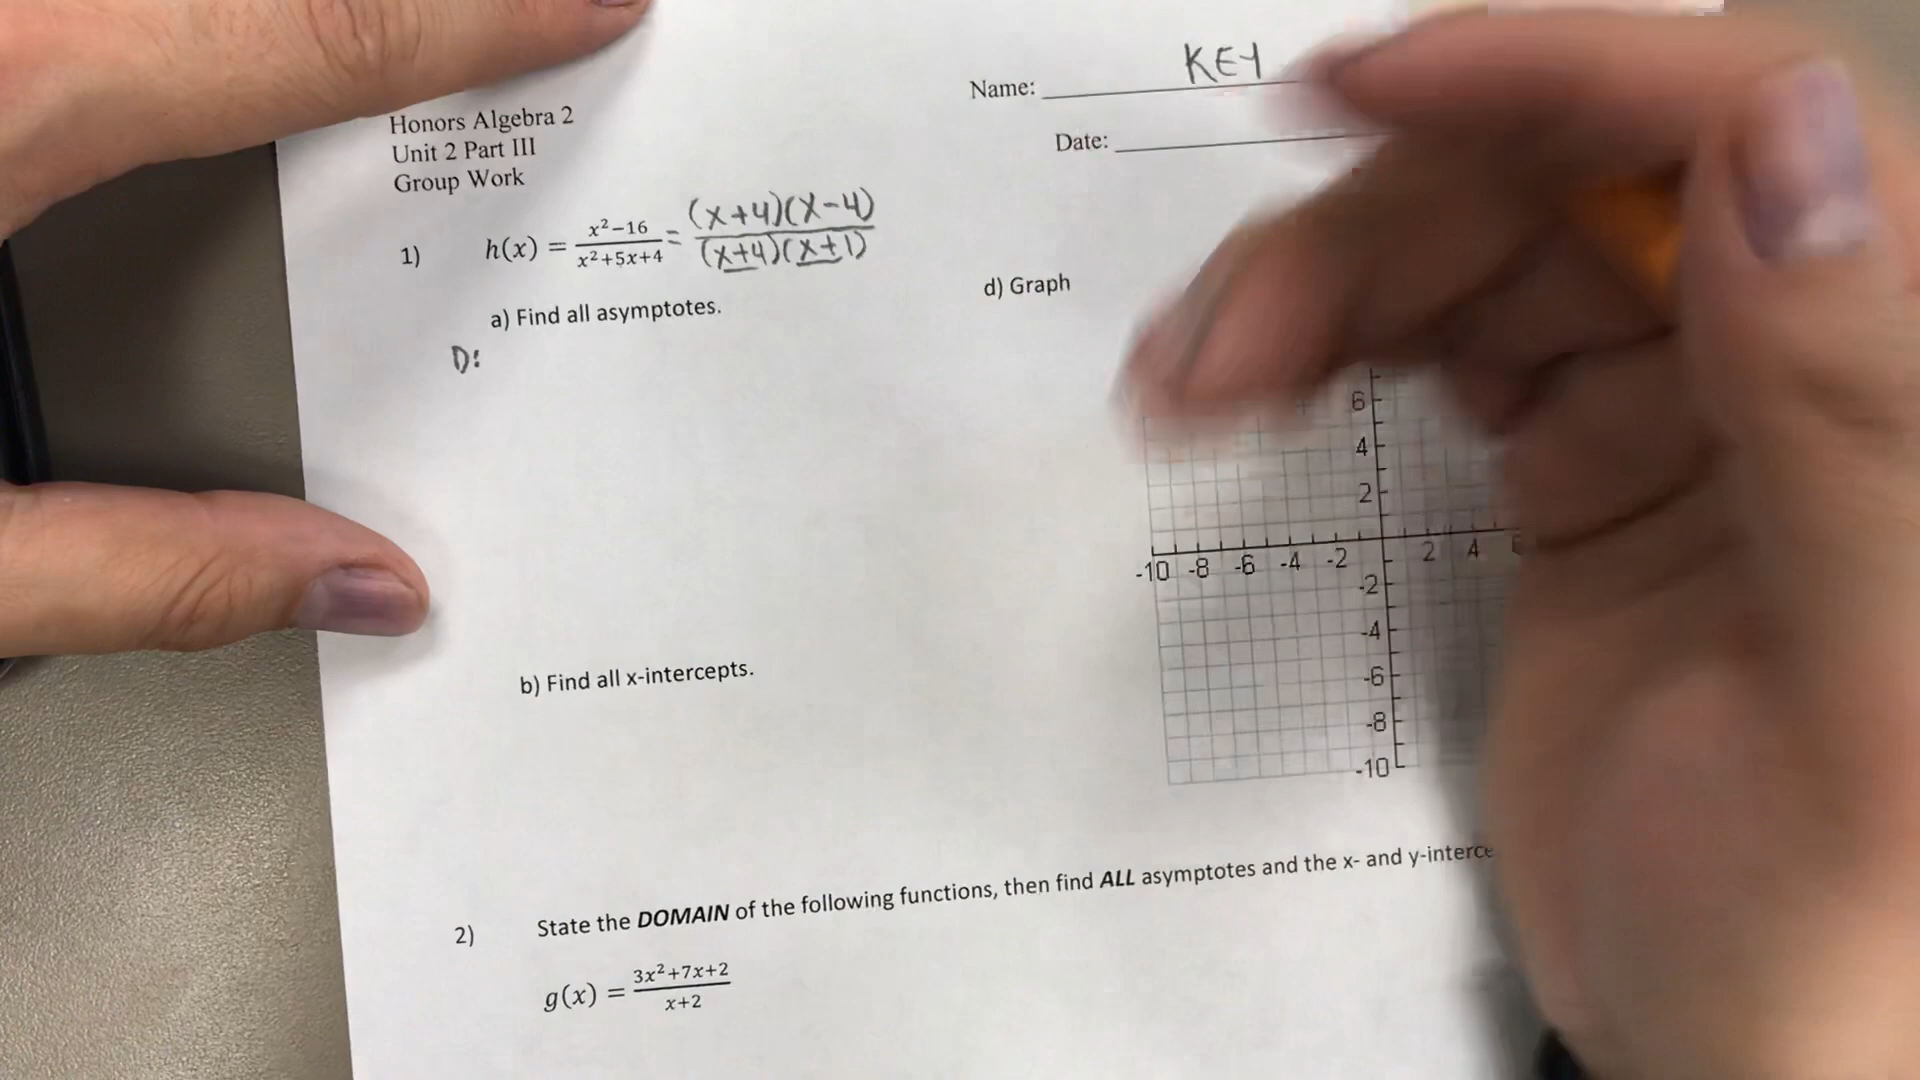 Name: KEY
Date:
Honors Algebra 2
Unit 2 Part III
Group Work
1) h(x) = x²−16 / x²+5x+4 = (x+4)(x-4) / (x+4)(x+1)
a) Find all asymptotes.
d) Graph
D:
6
4
2
-10 -8 -6 -4 -2 2 4
-2
-4
-6
-8
-10
b) Find all x-intercepts.
2) State the DOMAIN of the following functions, then find ALL asymptotes and the x- and
g(x) = 3x²+7x+2 / x+2